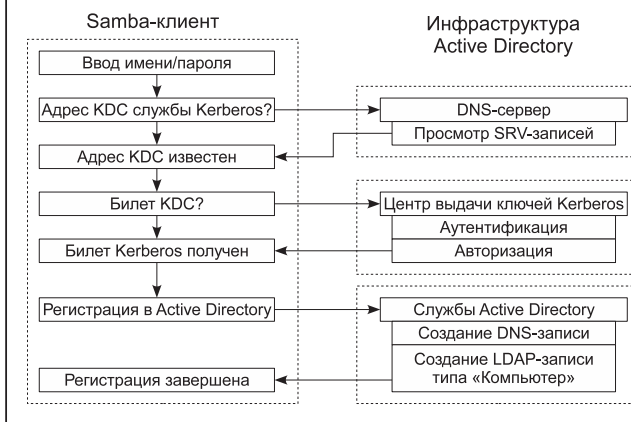 Samba-клиент
Инфраструктура
Active Directory
Ввод имени/пароля
Адрес KDC службы Kerberos?
DNS-сервер
Просмотр SRV-записей
Адрес KDC известен
Билет KDC?
Центр выдачи ключей Kerberos
Аутентификация
Билет Kerberos получен
Авторизация
Регистрация в Active Directory
Службы Active Directory
Создание DNS-записи
Создание LDAP-записи
типа «Компьютер»
Регистрация завершена